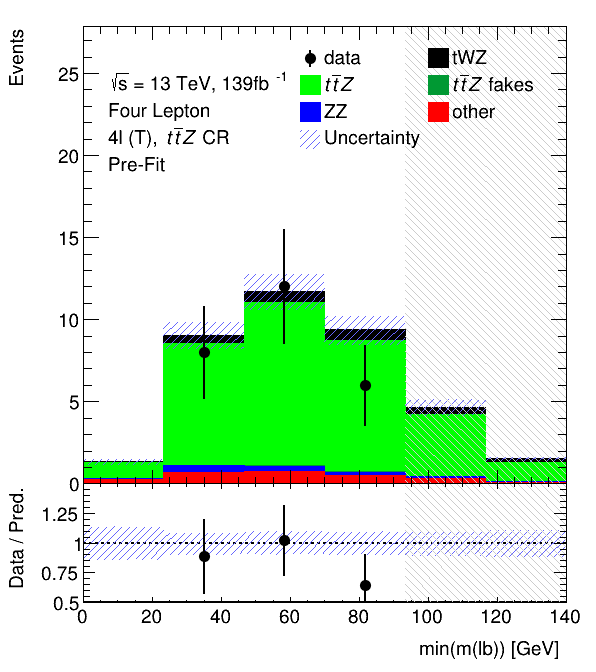 Events
25
20
15
10
5
0
√s = 13 TeV, 139fb⁻¹
Four Lepton
4l (T), tt̄Z CR
Pre-Fit
data
tt̄Z
ZZ
Uncertainty
tWZ
tt̄Z fakes
other
Data / Pred.
1.25
1
0.75
0.5
0 20 40 60 80 100 120 140
min(m(lb)) [GeV]